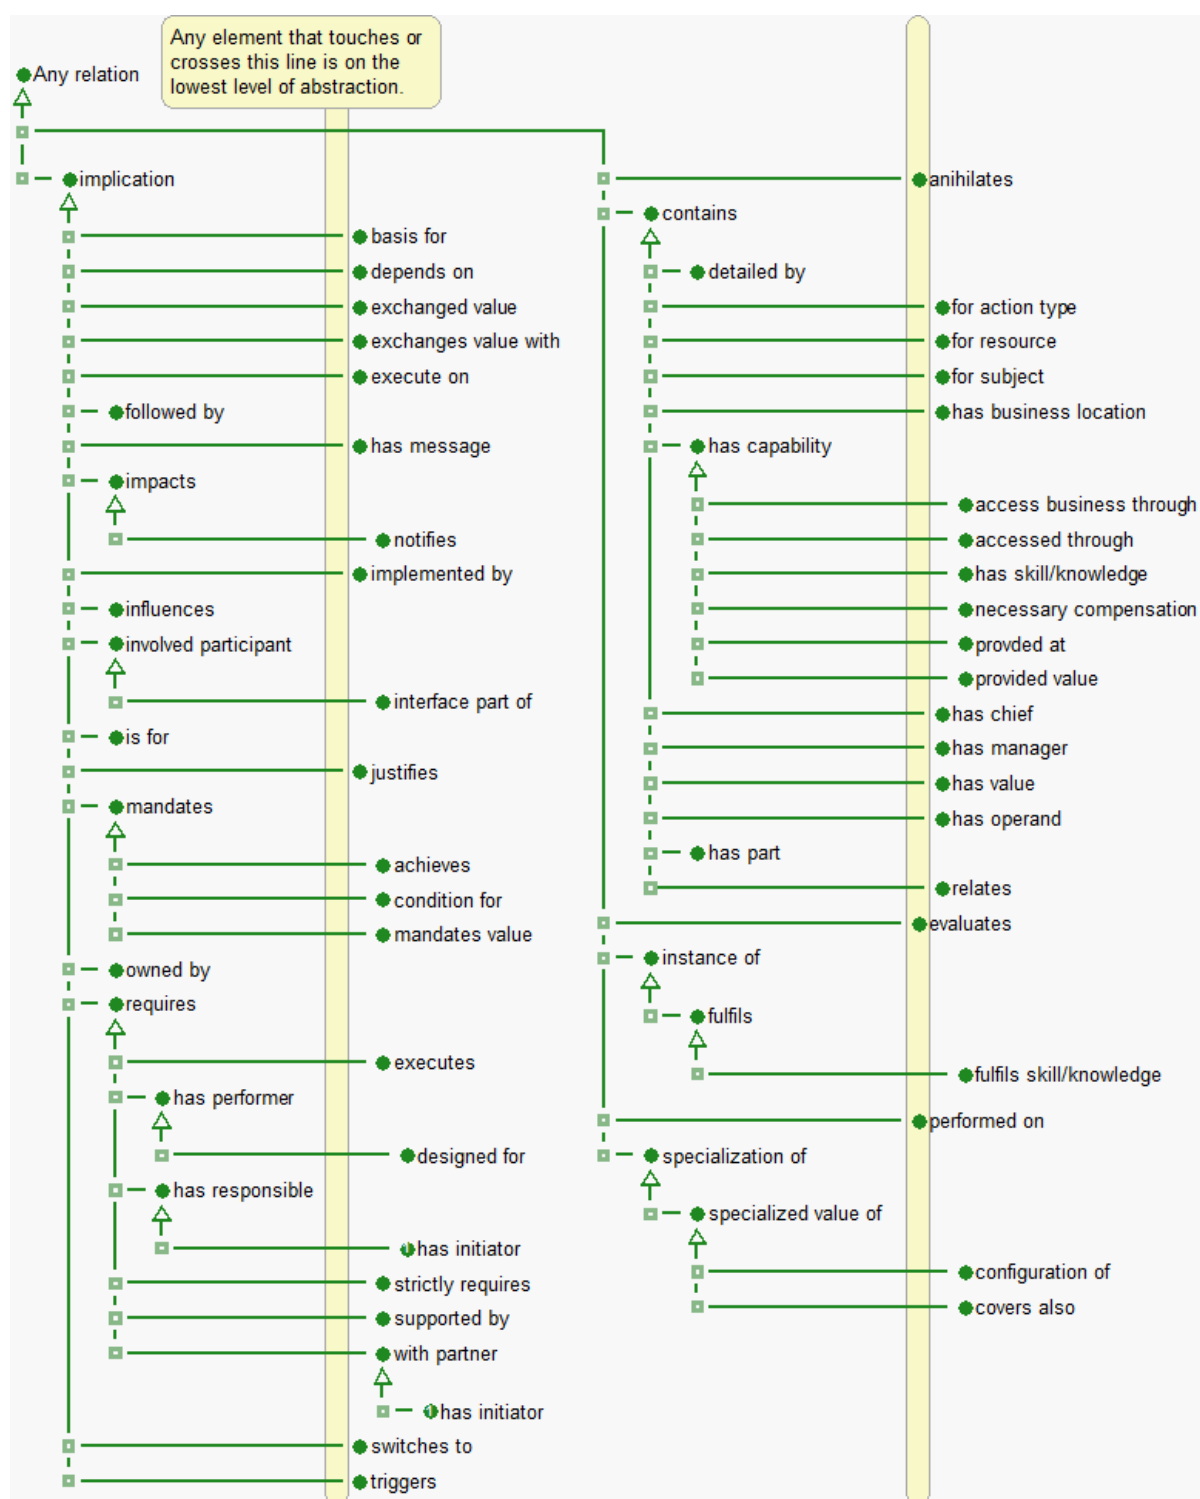 Any element that touches or
crosses this line is on the
lowest level of abstraction.
Any relation
implication
basis for
depends on
exchanged value
exchanges value with
execute on
followed by
has message
impacts
notifies
implemented by
influences
involved participant
interface part of
is for
justifies
mandates
achieves
condition for
mandates value
owned by
requires
executes
has performer
designed for
has responsible
has initiator
strictly requires
supported by
with partner
has initiator
switches to
triggers
anihilates
contains
detailed by
for action type
for resource
for subject
has business location
has capability
access business through
accessed through
has skill/knowledge
necessary compensation
provded at
provided value
has chief
has manager
has value
has operand
has part
relates
evaluates
instance of
fulfils
fulfils skill/knowledge
performed on
specialization of
specialized value of
configuration of
covers also